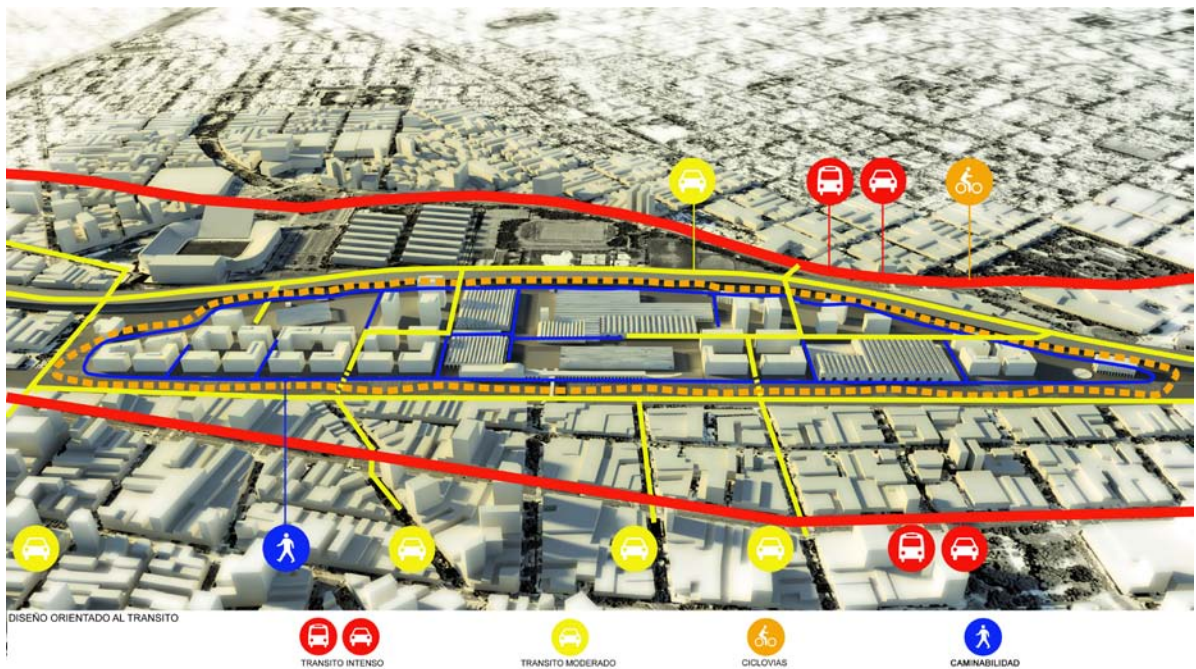 DISEÑO ORIENTADO AL TRANSITO
TRANSITO INTENSO
TRANSITO MODERADO
CICLOVIAS
CAMINABILIDAD